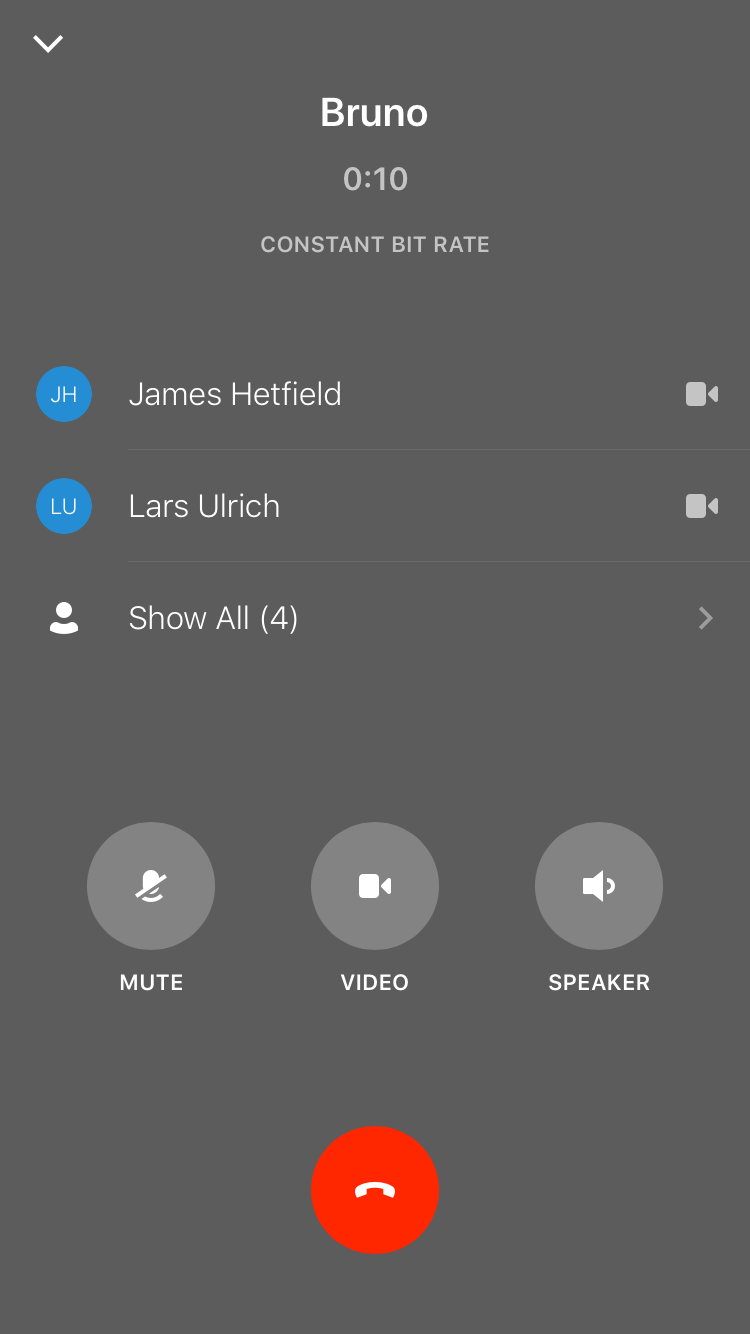 Bruno
0:10
CONSTANT BIT RATE
JH James Hetfield
LU Lars Ulrich
Show All (4)
MUTE VIDEO SPEAKER